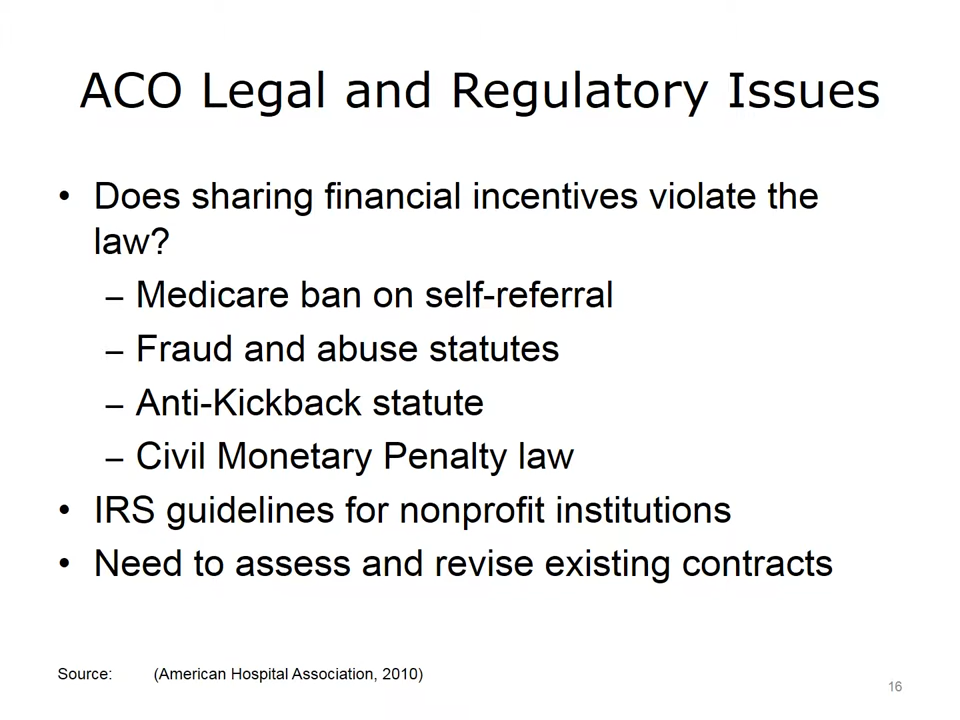 ACO Legal and Regulatory Issues
• Does sharing financial incentives violate the
law?
– Medicare ban on self-referral
– Fraud and abuse statutes
– Anti-Kickback statute
– Civil Monetary Penalty law
• IRS guidelines for nonprofit institutions
• Need to assess and revise existing contracts
Source: (American Hospital Association, 2010)
16